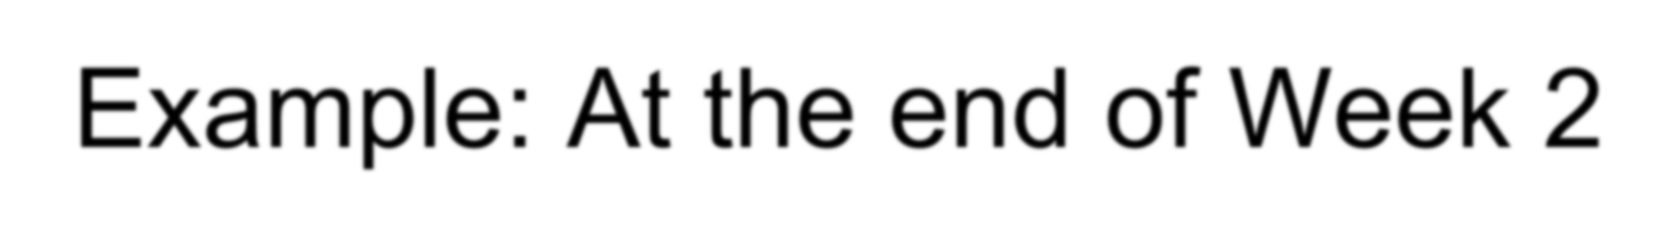 Example: At the end of Week 2